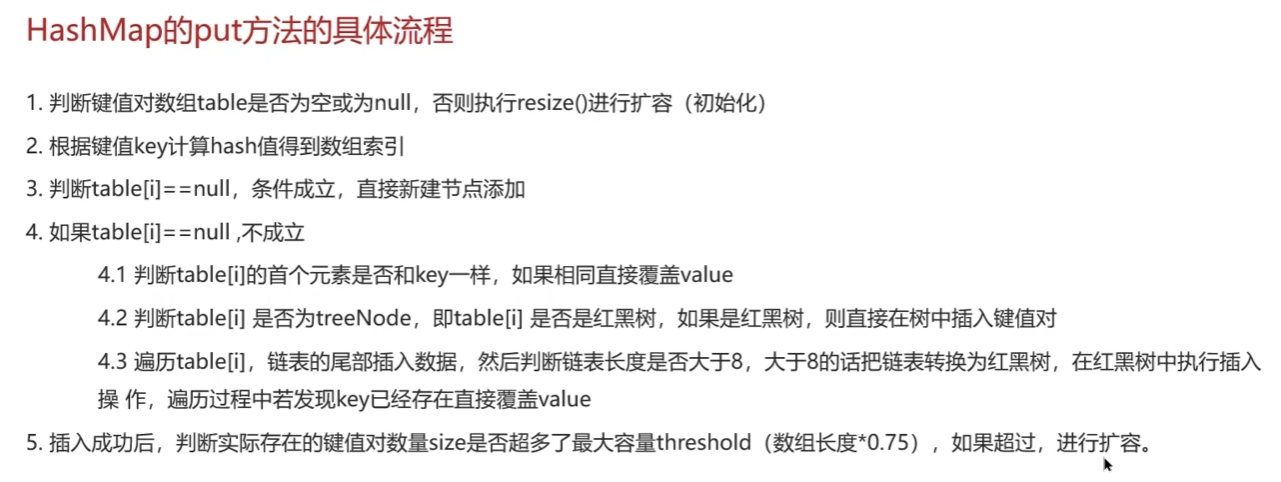 HashMap的put方法的具体流程
1. 判断键值对数组table是否为空或为null，否则执行resize()进行扩容（初始化）
2. 根据键值key计算hash值得到数组索引
3. 判断table[i]==null，条件成立，直接新建节点添加
4. 如果table[i]==null ,不成立
4.1 判断table[i]的首个元素是否和key一样，如果相同直接覆盖value
4.2 判断table[i] 是否为treeNode，即table[i] 是否是红黑树，如果是红黑树，则直接在树中插入键值对
4.3 遍历table[i]，链表的尾部插入数据，然后判断链表长度是否大于8，大于8的话把链表转换为红黑树，在红黑树中执行插入
操 作，遍历过程中若发现key已经存在直接覆盖value
5. 插入成功后，判断实际存在的键值对数量size是否超多了最大容量threshold（数组长度*0.75），如果超过，进行扩容。